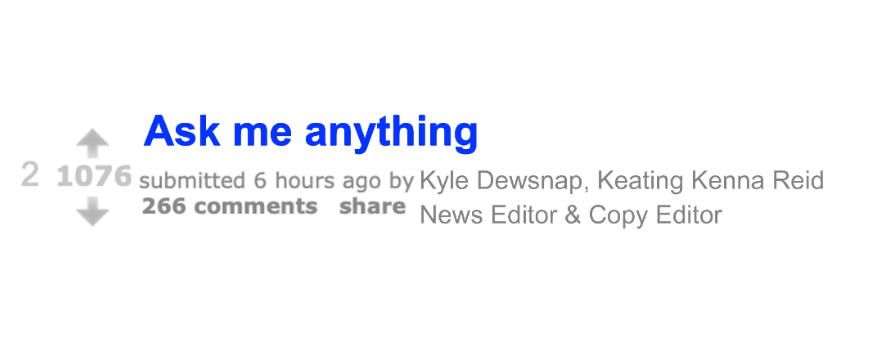 Ask me anything
2 1076 submitted 6 hours ago by Kyle Dewsnap, Keating Kenna Reid
266 comments share News Editor & Copy Editor